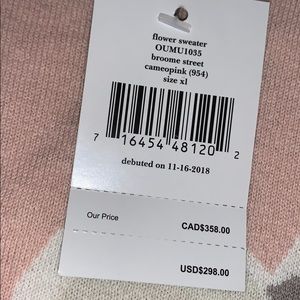 flower sweater
OUMU1035
broome street
cameopink (954)
size xl
7 16454 48120 2
debuted on 11-16-2018
Our Price CAD$358.00
USD$298.00